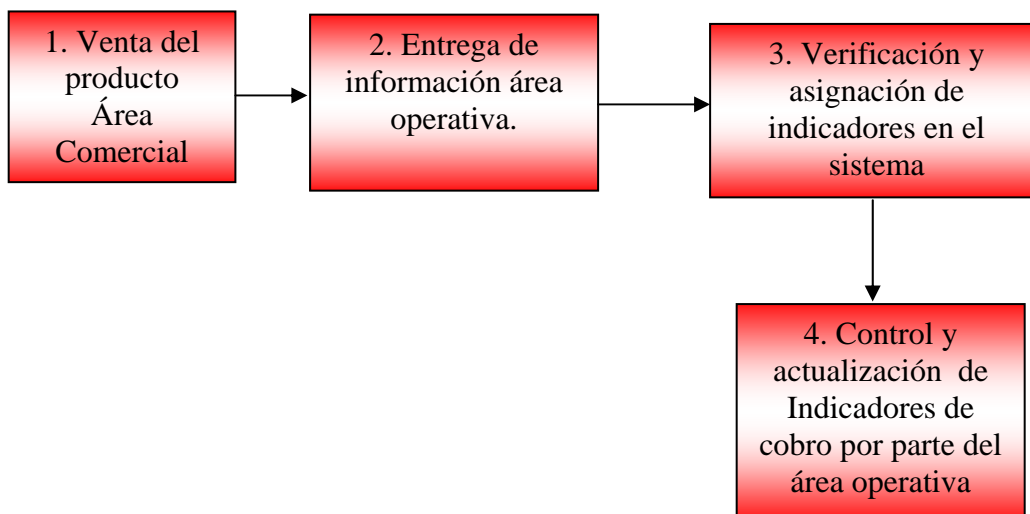 1. Venta del
producto
Área
Comercial
2. Entrega de
información área
operativa.
3. Verificación y
asignación de
indicadores en el
sistema
4. Control y
actualización  de
Indicadores de
cobro por parte del
área operativa